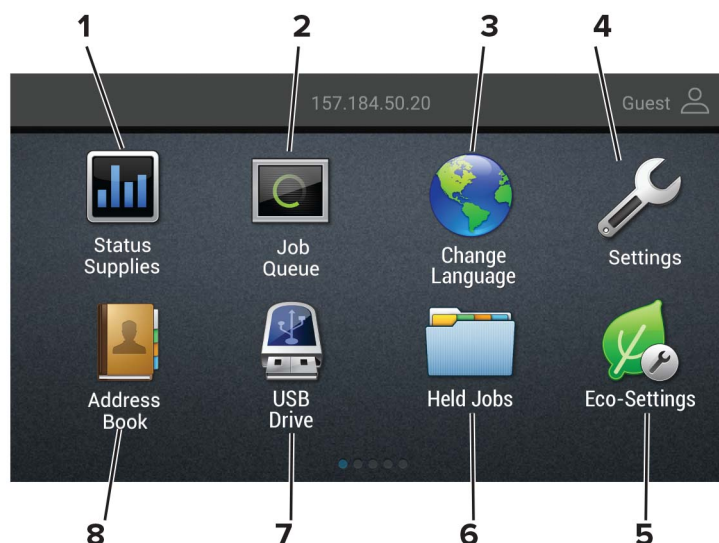 1 2 3 4
157.184.50.20 Guest
Status
Supplies
Job
Queue
Change
Language
Settings
Address
Book
USB
Drive
Held Jobs
Eco-Settings
8 7 6 5